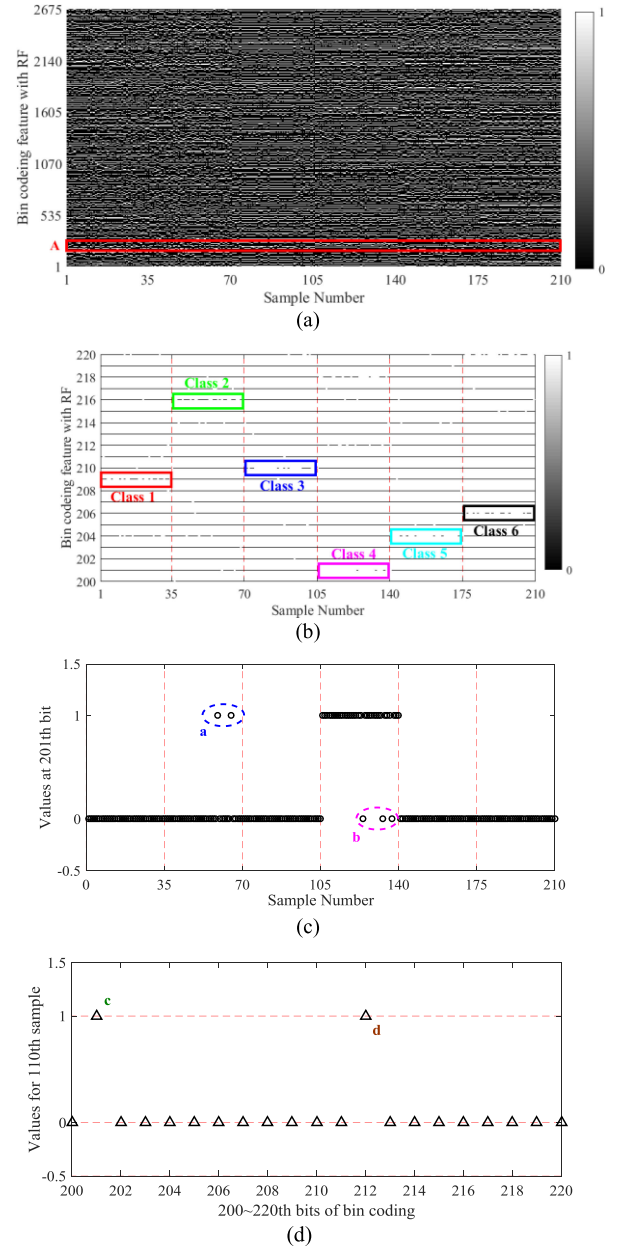 2675
2140
1605
1070
535
A
1
Bin codeing feature with RF
1 35 70 105 140 175 210
Sample Number
1
0
(a)
220
218
216
214
212
210
208
206
204
202
200
Bin codeing feature with RF
Class 2
Class 3
Class 1
Class 6
Class 4
Class 5
1 35 70 105 140 175 210
Sample Number
1
0
(b)
1.5
1
0
-0.5
Values at 201th bit
a
b
0 35 70 105 140 175 210
Sample Number
(c)
1.5
1
0
-0.5
Values for 110th sample
c
d
200 202 204 206 208 210 212 214 216 218 220
200~220th bits of bin coding
(d)